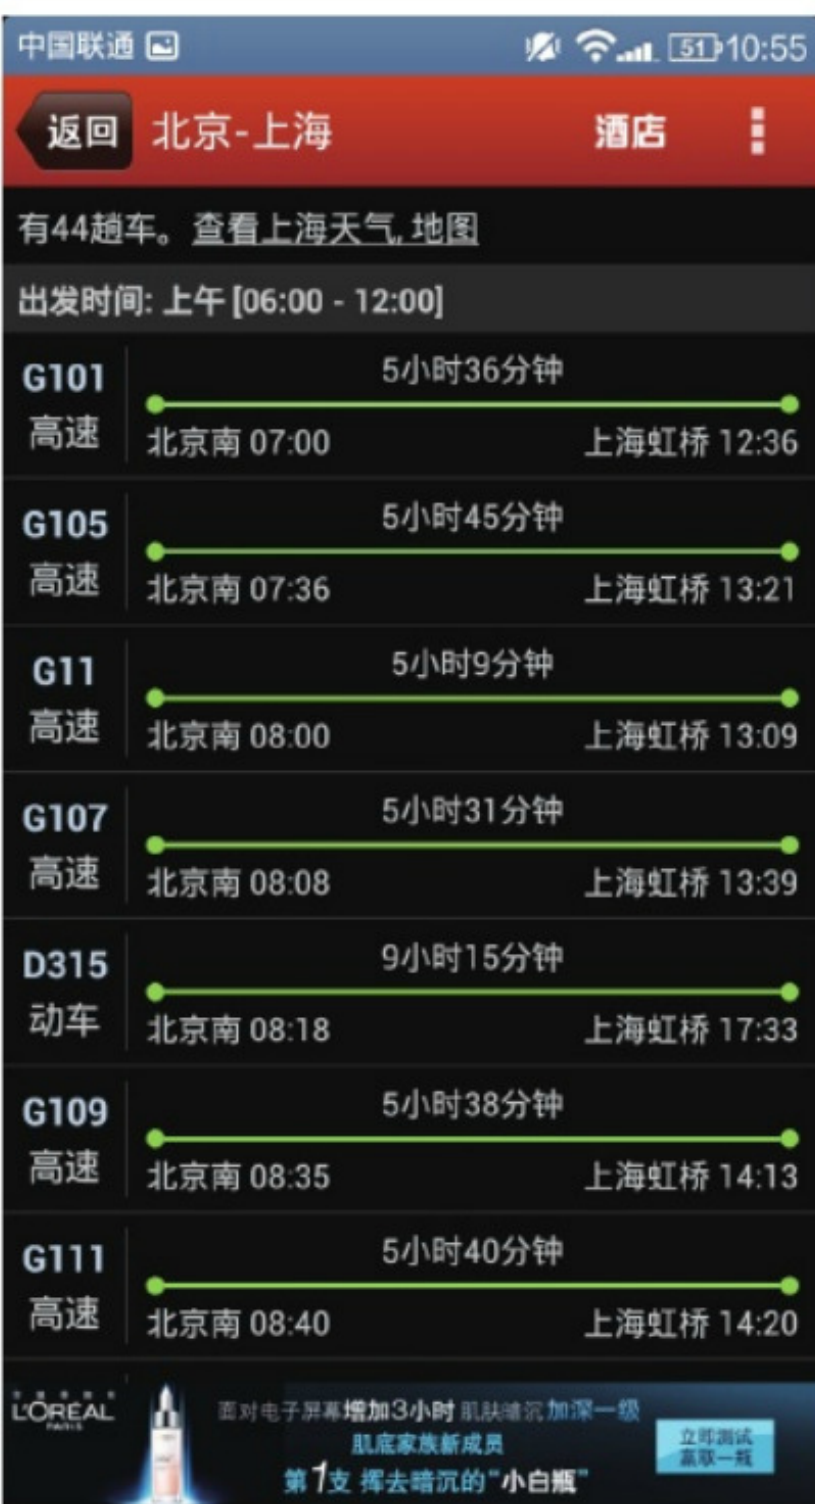 中国联通 51 10:55
返回 北京-上海 酒店
有44趟车。查看上海天气, 地图
出发时间: 上午 [06:00 - 12:00]
G101 5小时36分钟
高速 北京南 07:00 上海虹桥 12:36
G105 5小时45分钟
高速 北京南 07:36 上海虹桥 13:21
G11 5小时9分钟
高速 北京南 08:00 上海虹桥 13:09
G107 5小时31分钟
高速 北京南 08:08 上海虹桥 13:39
D315 9小时15分钟
动车 北京南 08:18 上海虹桥 17:33
G109 5小时38分钟
高速 北京南 08:35 上海虹桥 14:13
G111 5小时40分钟
高速 北京南 08:40 上海虹桥 14:20
L'ORÉAL
PARIS
面对电子屏幕增加3小时 肌肤暗沉加深一级
肌底家族新成员
第1支 挥去暗沉的"小白瓶"
立即测试
赢取一瓶